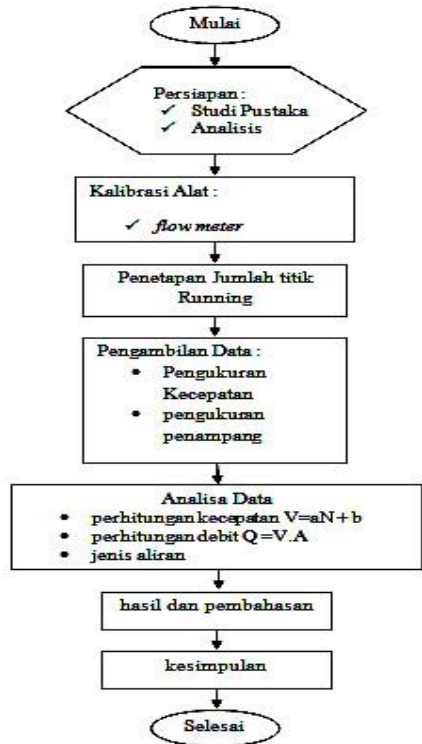 Mulai
Persiapan :
✓ Studi Pustaka
✓ Analisis
Kalibrasi Alat :
✓ flow meter
Penetapan Jumlah titik
Running
Pengambilan Data :
• Pengukuran
Kecepatan
• pengukuran
penampang
Analisa Data
• perhitungan kecepatan V=aN+b
• perhitungan debit Q=V.A
• jenis aliran
hasil dan pembahasan
kesimpulan
Selesai